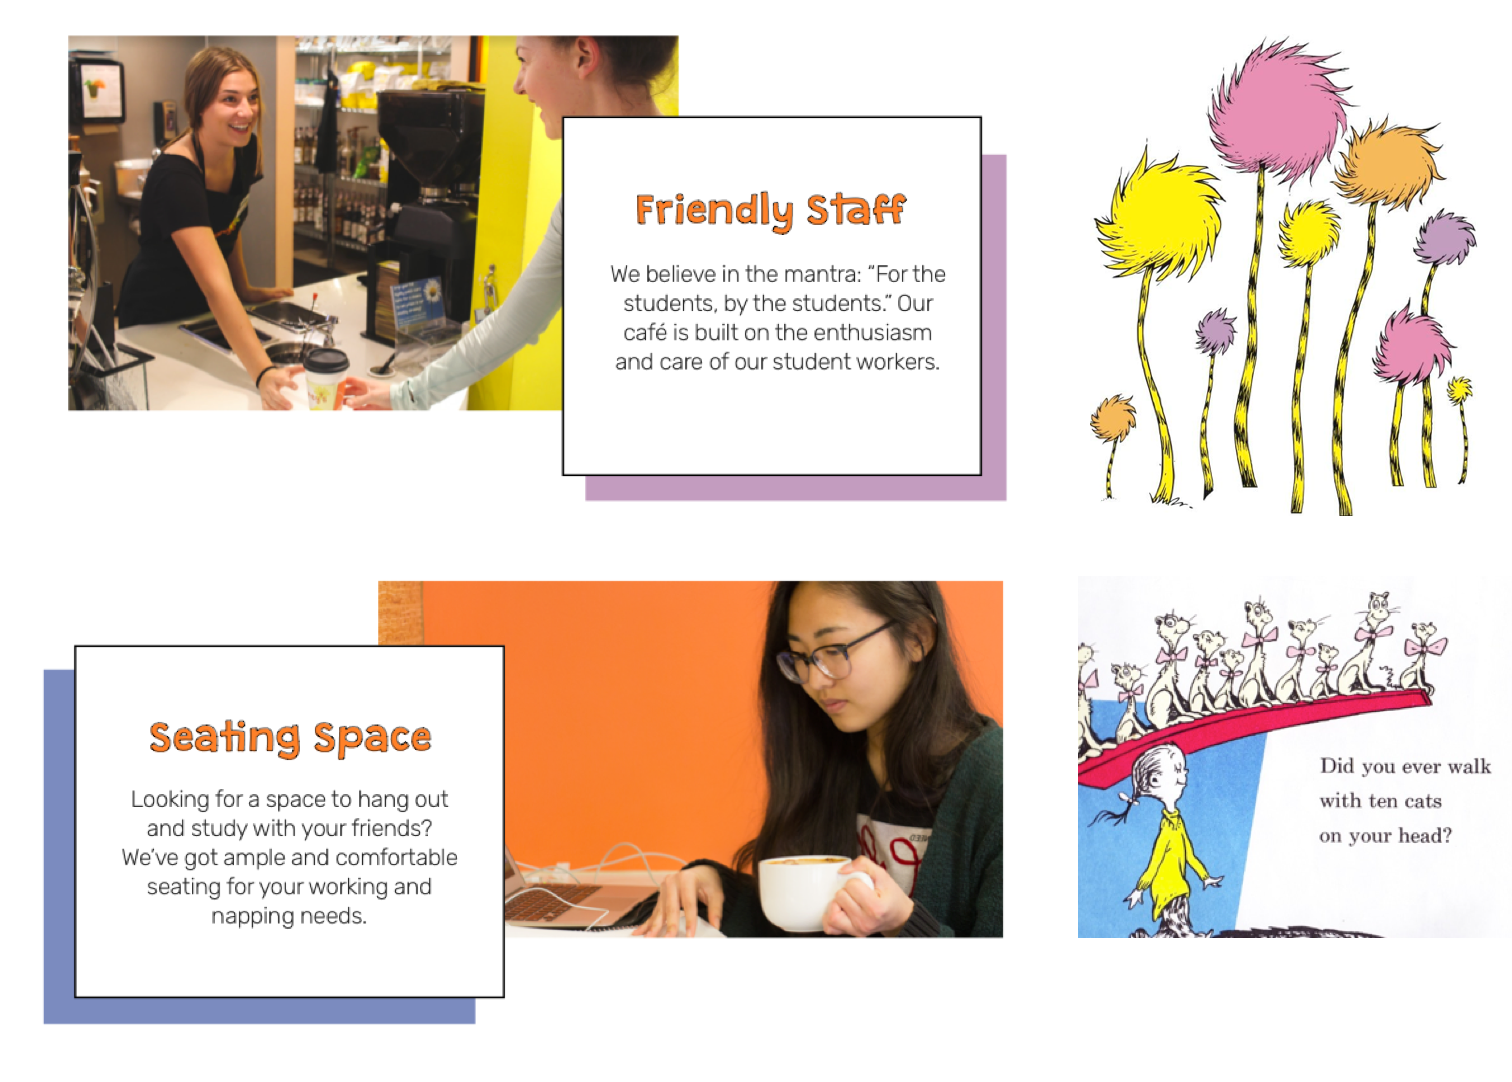 Friendly Staff
We believe in the mantra: “For the
students, by the students.” Our
café is built on the enthusiasm
and care of our student workers.
Seating Space
Looking for a space to hang out
and study with your friends?
We’ve got ample and comfortable
seating for your working and
napping needs.
Did you ever walk
with ten cats
on your head?